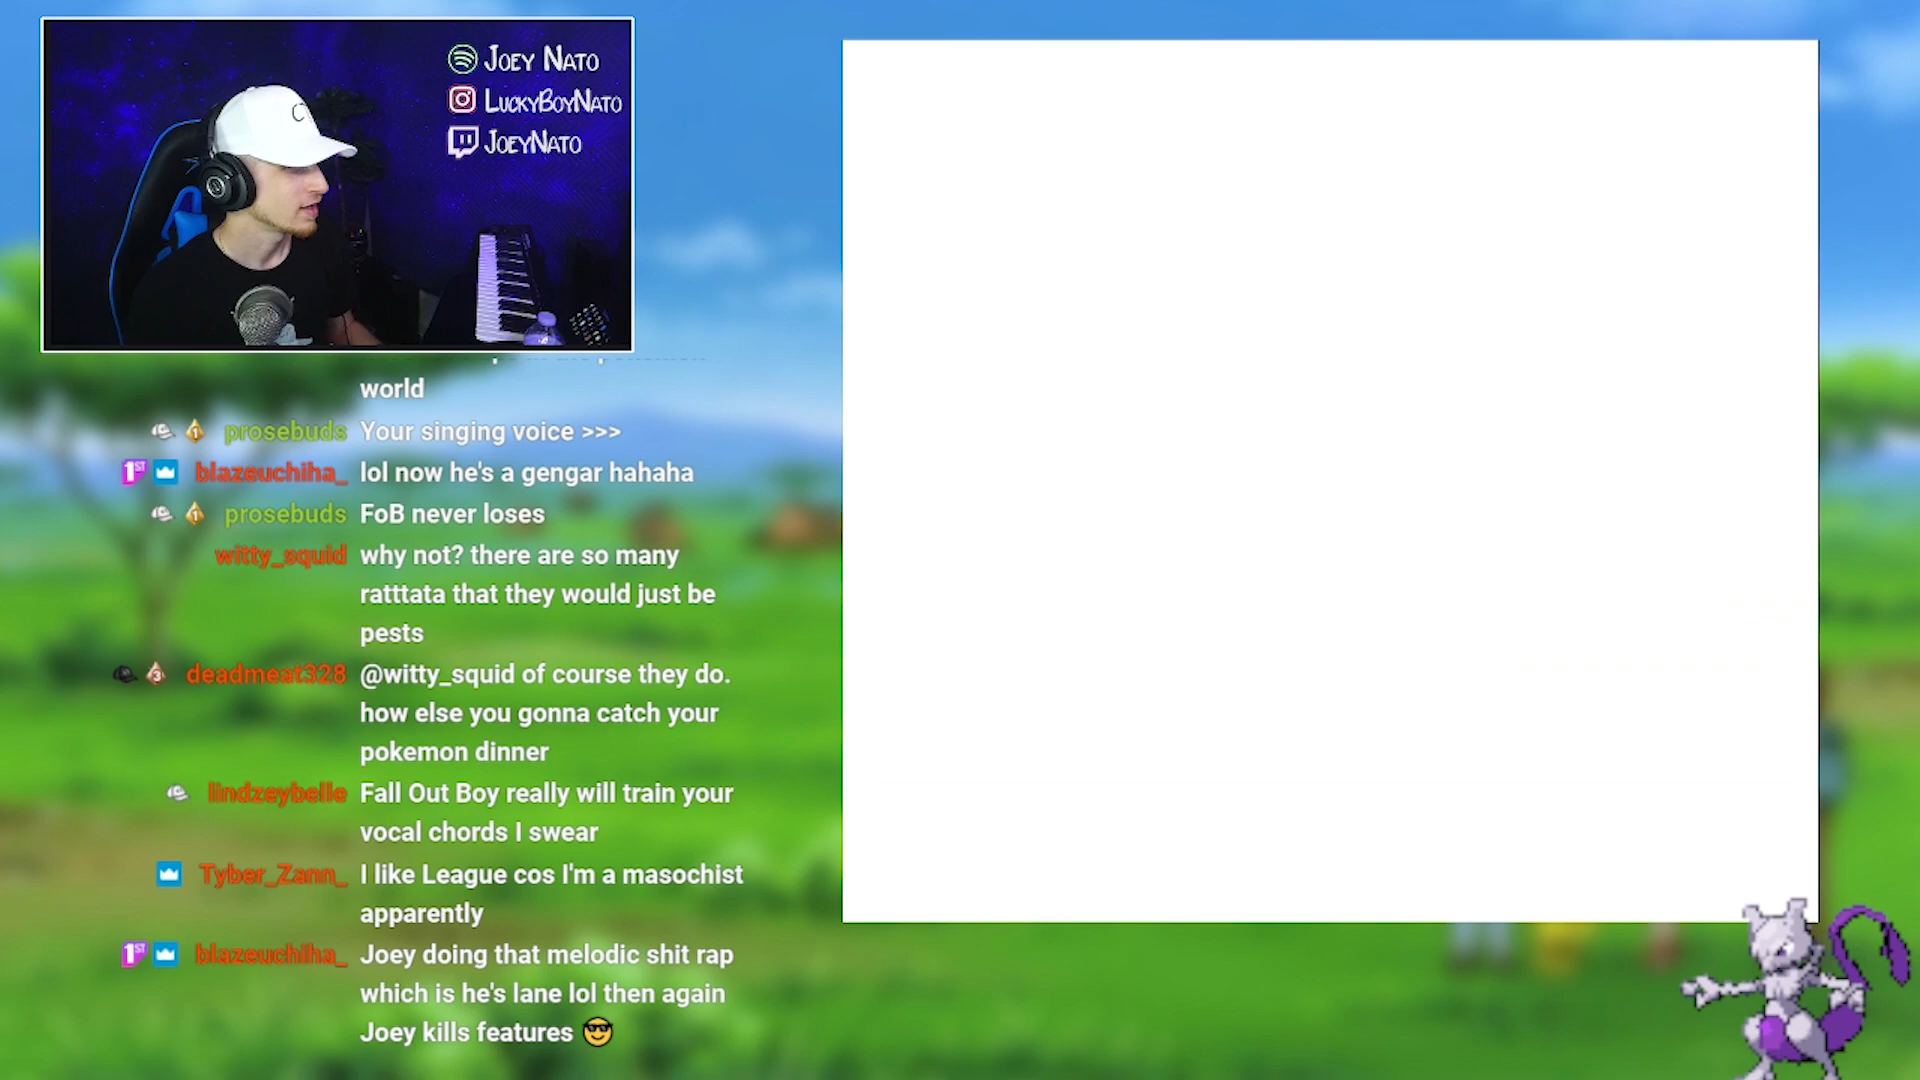 Joey Nato
LuckyBoyNato
JoeyNato
world
prosebuds Your singing voice >>>
blazeuchiha_ lol now he's a gengar hahaha
prosebuds FoB never loses
witty_squid why not? there are so many
ratttata that they would just be
pests
deadmeat328 @witty_squid of course they do.
how else you gonna catch your
pokemon dinner
lindzeybelle Fall Out Boy really will train your
vocal chords I swear
Tyber_Zann_ I like League cos I'm a masochist
apparently
blazeuchiha_ Joey doing that melodic shit rap
which is he's lane lol then again
Joey kills features 😎